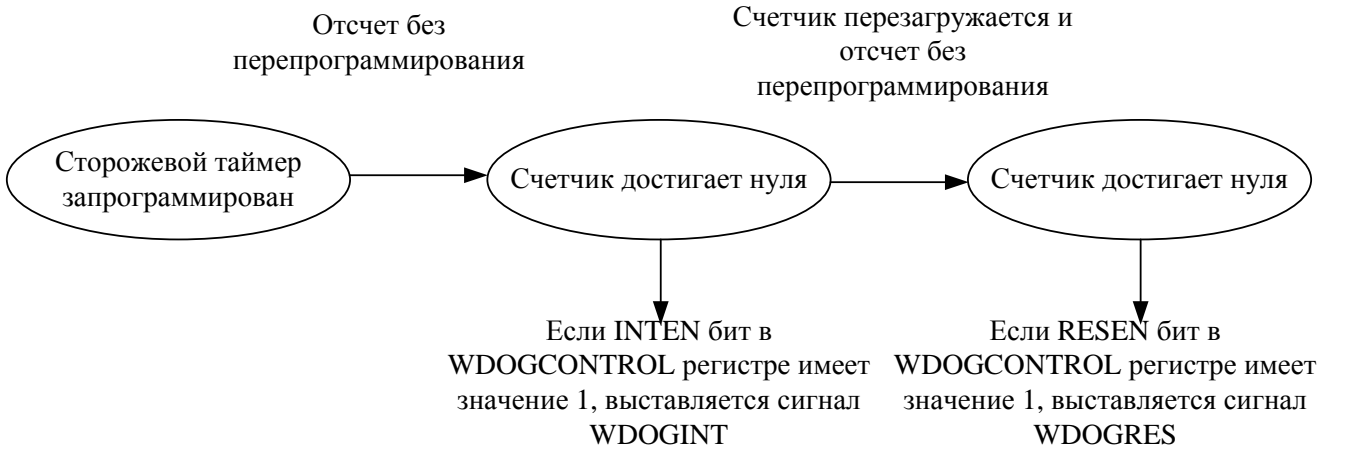 Отсчет без
перепрограммирования
Счетчик перезагружается и
отсчет без
перепрограммирования
Сторожевой таймер
запрограммирован
Счетчик достигает нуля
Счетчик достигает нуля
Если INTEN бит в
WDOGCONTROL регистре имеет
значение 1, выставляется сигнал
WDOGINT
Если RESEN бит в
WDOGCONTROL регистре имеет
значение 1, выставляется сигнал
WDOGRES